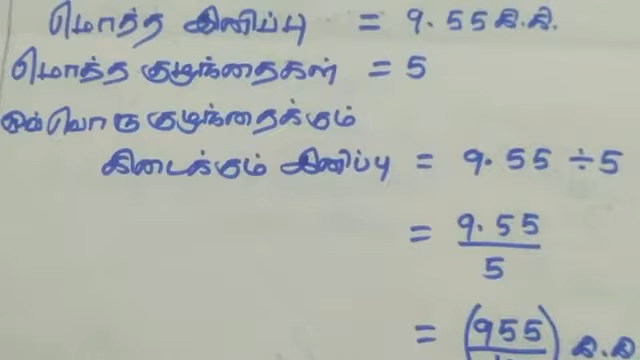 மொத்த இனிப்பு = 9.55 கி.கி.
மொத்த குழந்தைகள் = 5
ஒவ்வொரு குழந்தைக்கும்
கிடைக்கும் இனிப்பு = 9.55 ÷ 5
= 9.55 / 5
= (955 /